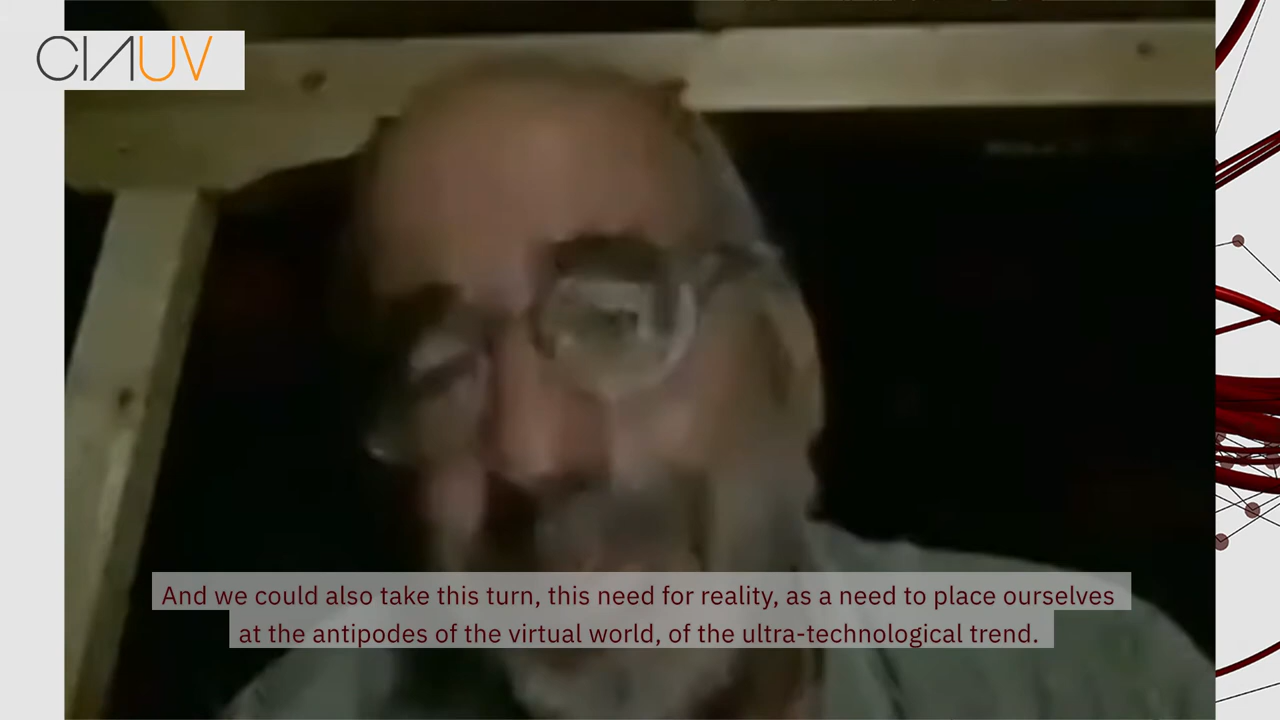 CIAUV
And we could also take this turn, this need for reality, as a need to place ourselves
at the antipodes of the virtual world, of the ultra-technological trend.